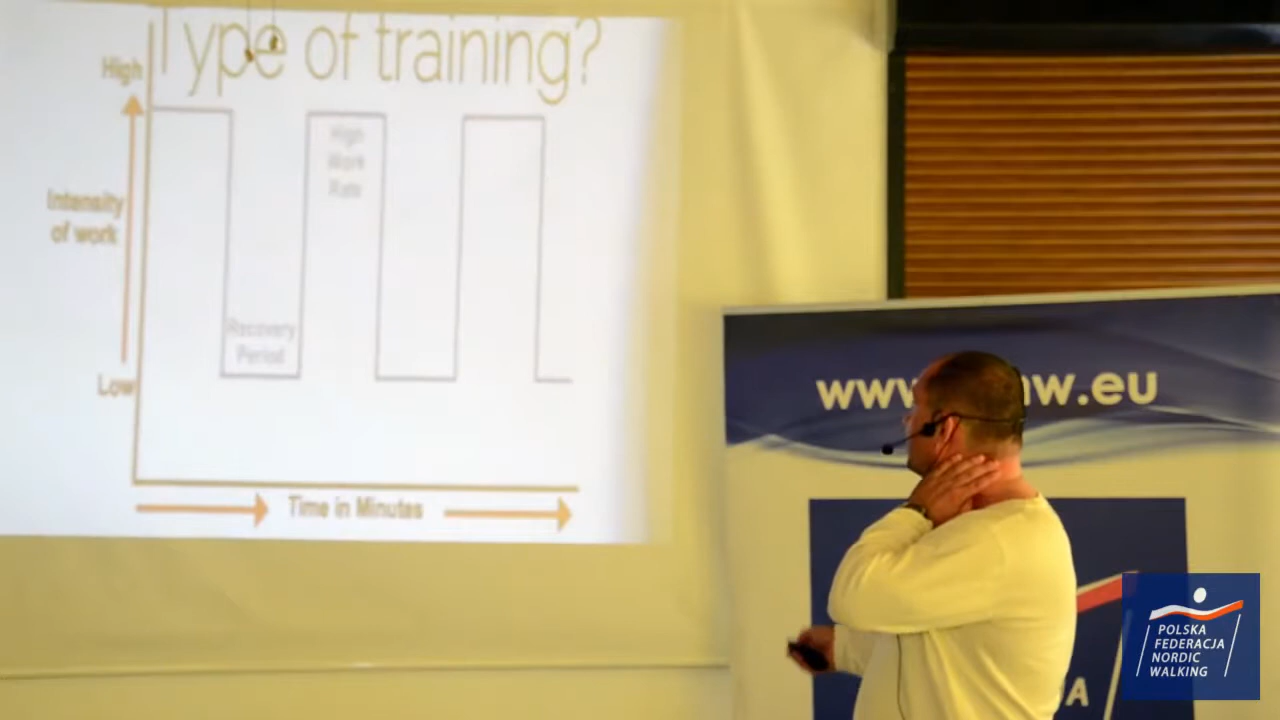 Type of training?
High
High
Work
Rate
Intensity
of work
Recovery
Period
Low
Time in Minutes
www
w.eu
POLSKA
FEDERACJA
NORDIC
WALKING